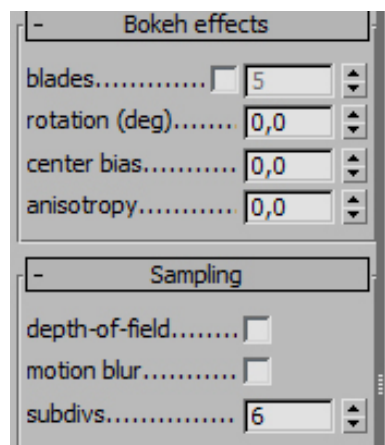 - Bokeh effects
blades............. 5
rotation (deg)....... 0,0
center bias........... 0,0
anisotropy........... 0,0
- Sampling
depth-of-field........
motion blur...........
subdivs............... 6